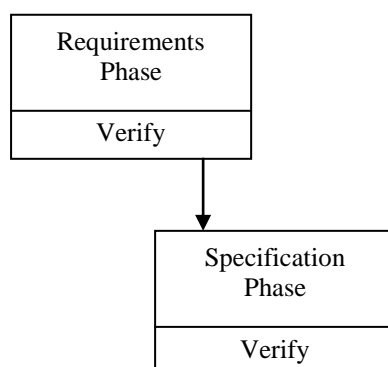 Requirements
Phase
Verify
Specification
Phase
Verify